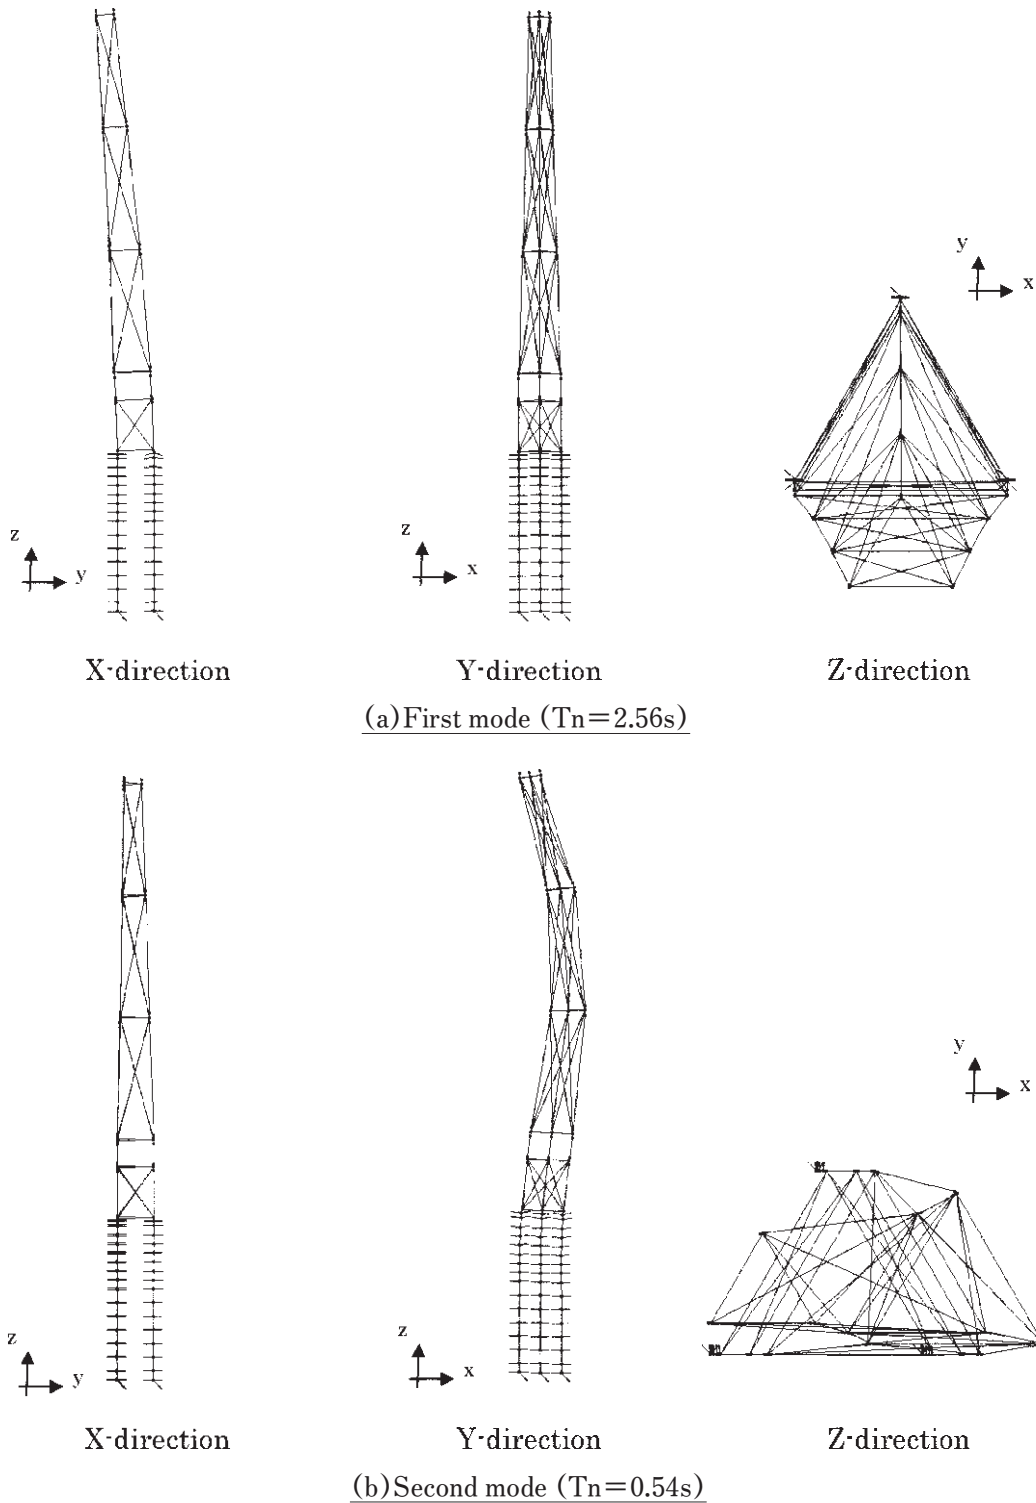 y
x
z
y
z
x
X-direction Y-direction Z-direction
(a)First mode (Tn=2.56s)
y
x
z
y
z
x
X-direction Y-direction Z-direction
(b)Second mode (Tn=0.54s)